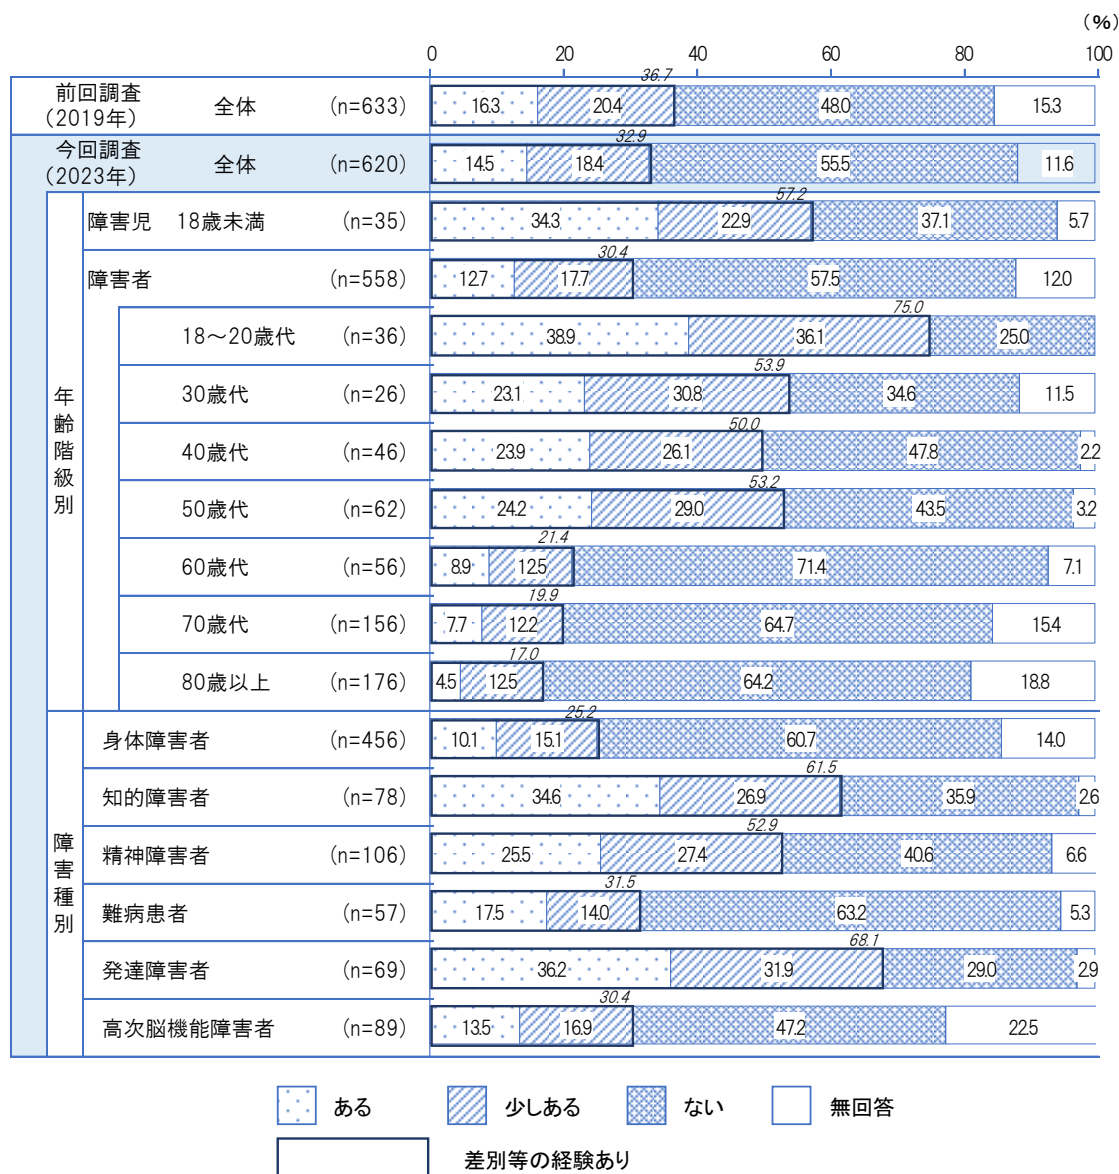 (%)
0 20 40 60 80 100
前回調査
(2019年) 全体 (n=633) 16.3 20.4 48.0 15.3 36.7
今回調査
(2023年) 全体 (n=620) 14.5 18.4 55.5 11.6 32.9
年齢階級別
障害児 18歳未満 (n=35) 34.3 22.9 37.1 5.7 57.2
障害者 (n=558) 12.7 17.7 57.5 12.0 30.4
18～20歳代 (n=36) 38.9 36.1 25.0 75.0
30歳代 (n=26) 23.1 30.8 34.6 11.5 53.9
40歳代 (n=46) 23.9 26.1 47.8 2.2 50.0
50歳代 (n=62) 24.2 29.0 43.5 3.2 53.2
60歳代 (n=56) 8.9 12.5 71.4 7.1 21.4
70歳代 (n=156) 7.7 12.2 64.7 15.4 19.9
80歳以上 (n=176) 4.5 12.5 64.2 18.8 17.0
障害種別
身体障害者 (n=456) 10.1 15.1 60.7 14.0 25.2
知的障害者 (n=78) 34.6 26.9 35.9 2.6 61.5
精神障害者 (n=106) 25.5 27.4 40.6 6.6 52.9
難病患者 (n=57) 17.5 14.0 63.2 5.3 31.5
発達障害者 (n=69) 36.2 31.9 29.0 2.9 68.1
高次脳機能障害者 (n=89) 13.5 16.9 47.2 22.5 30.4
ある 少しある ない 無回答
差別等の経験あり